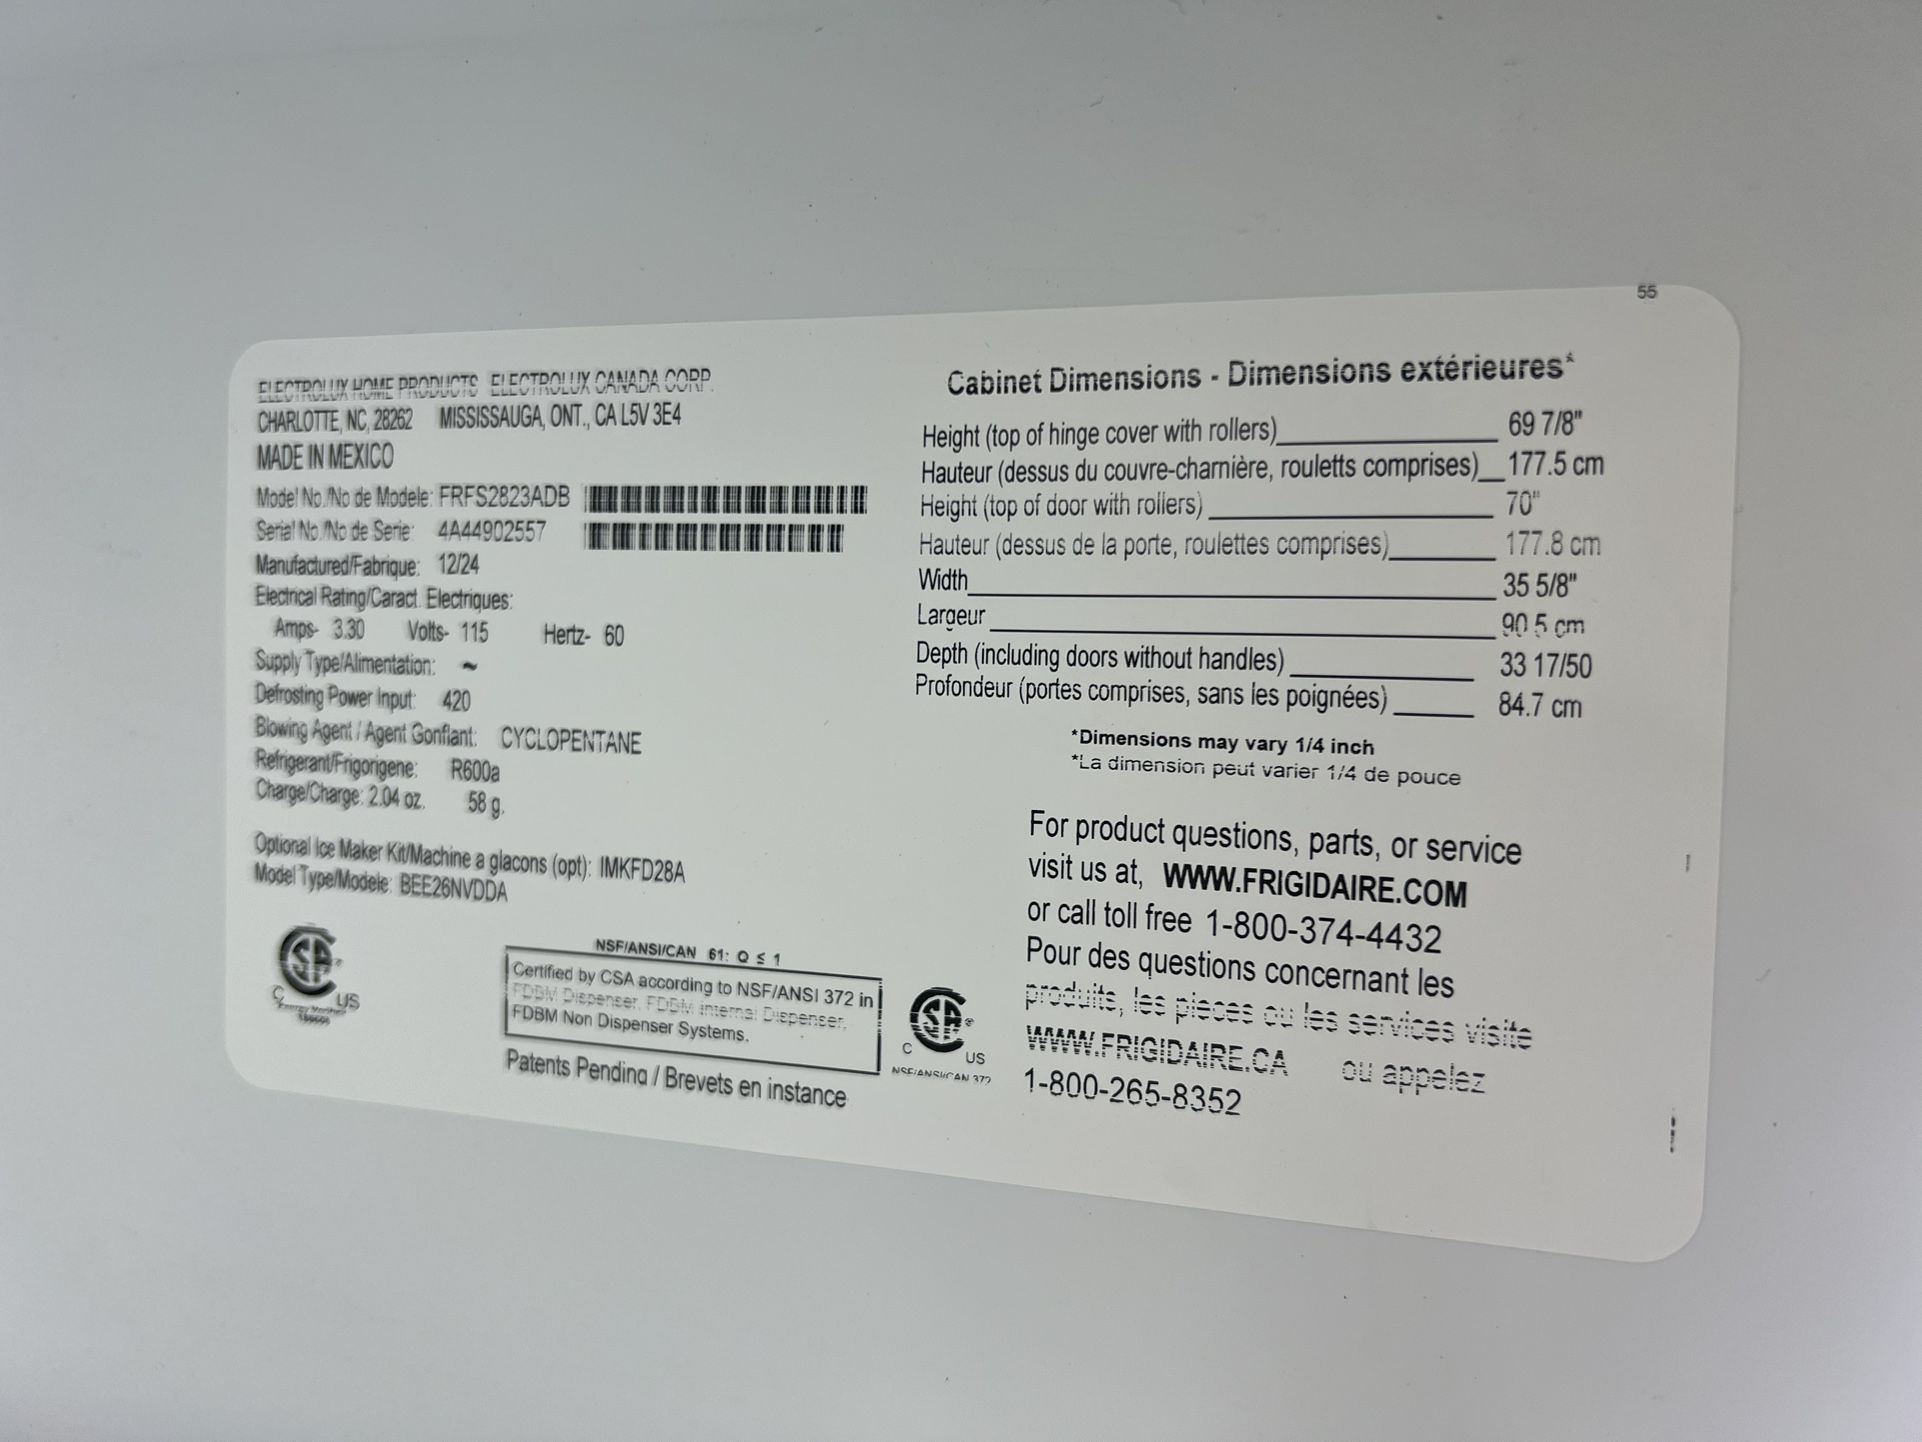 55
ELECTROLUX HOME PRODUCTS ELECTROLUX CANADA CORP.
CHARLOTTE, NC, 28262 MISSISSAUGA, ONT., CA L5V 3E4
MADE IN MEXICO
Model No./No de Modele: FRFS2823ADB
Serial No./No de Serie: 4A44902557
Manufactured/Fabrique: 12/24
Electrical Rating/Caract. Electriques:
Amps- 3.30 Volts- 115 Hertz- 60
Supply Type/Alimentation: ~
Defrosting Power Input: 420
Blowing Agent / Agent Gonflant: CYCLOPENTANE
Refrigerant/Frigorigene: R600a
Charge/Charge: 2.04 oz. 58 g.
Optional Ice Maker Kit/Machine a glacons (opt): IMKFD28A
Model Type/Modele: BEE26NVDDA
C US
Energy Verified
NSF/ANSI/CAN 61: Q ≤ 1
Certified by CSA according to NSF/ANSI 372 in
FDBM Dispenser, FDBM Internal Dispenser,
FDBM Non Dispenser Systems.
C US
NSF/ANSI/CAN 372
Patents Pending / Brevets en instance
Cabinet Dimensions - Dimensions extérieures*
Height (top of hinge cover with rollers) 69 7/8"
Hauteur (dessus du couvre-charnière, rouletts comprises) 177.5 cm
Height (top of door with rollers) 70"
Hauteur (dessus de la porte, roulettes comprises) 177.8 cm
Width 35 5/8"
Largeur 90.5 cm
Depth (including doors without handles) 33 17/50
Profondeur (portes comprises, sans les poignées) 84.7 cm
*Dimensions may vary 1/4 inch
*La dimension peut varier 1/4 de pouce
For product questions, parts, or service
visit us at, WWW.FRIGIDAIRE.COM
or call toll free 1-800-374-4432
Pour des questions concernant les
produits, les pieces ou les services visite
WWW.FRIGIDAIRE.CA ou appelez
1-800-265-8352